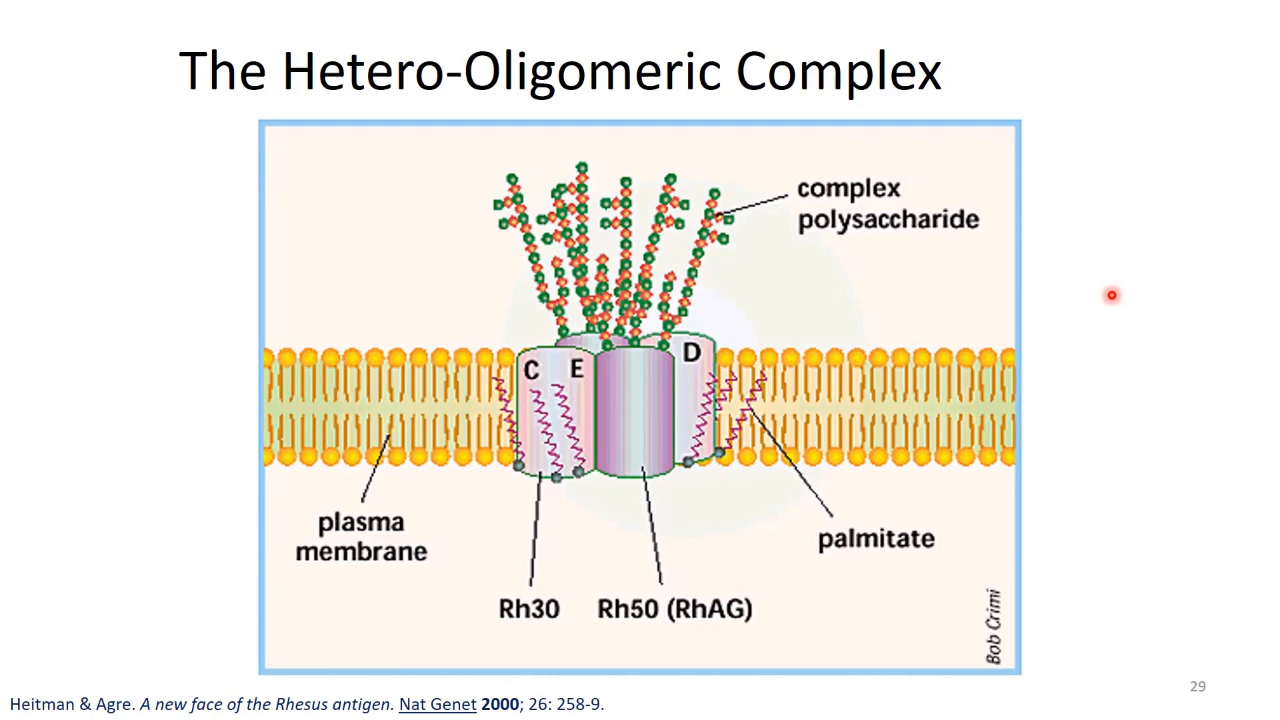 The Hetero-Oligomeric Complex
complex
polysaccharide
C
E
D
plasma
membrane
palmitate
Rh30
Rh50 (RhAG)
Bob Crimi
29
Heitman & Agre. A new face of the Rhesus antigen. Nat Genet 2000; 26: 258-9.